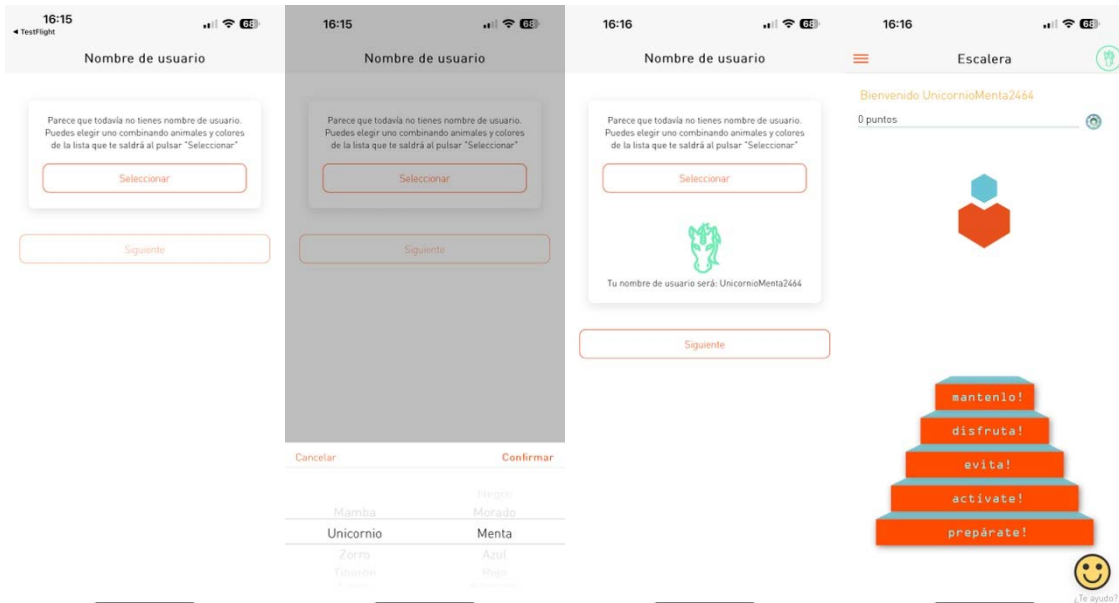 16:15
68
TestFlight
Nombre de usuario
Parece que todavía no tienes nombre de usuario.
Puedes elegir uno combinando animales y colores
de la lista que te saldrá al pulsar "Seleccionar"
Seleccionar
Siguiente
16:15
68
Nombre de usuario
Parece que todavía no tienes nombre de usuario.
Puedes elegir uno combinando animales y colores
de la lista que te saldrá al pulsar "Seleccionar"
Seleccionar
Siguiente
Cancelar Confirmar
Negro
Mamba Morado
Unicornio Menta
Zorro Azul
Tiburón Rojo
16:16
68
Nombre de usuario
Parece que todavía no tienes nombre de usuario.
Puedes elegir uno combinando animales y colores
de la lista que te saldrá al pulsar "Seleccionar"
Seleccionar
Tu nombre de usuario será: UnicornioMenta2464
Siguiente
16:16
68
Escalera
Bienvenido UnicornioMenta2464
0 puntos
mantenlo!
disfruta!
evita!
actívate!
prepárate!
¿Te ayudo?